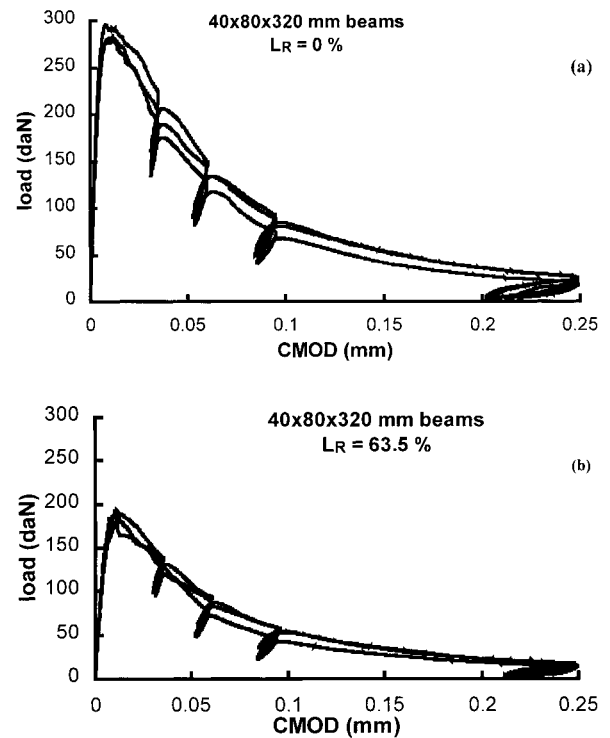 40x80x320 mm beams
LR = 0 %
(a)
300
250
200
150
100
50
0
load (daN)
0 0.05 0.1 0.15 0.2 0.25
CMOD (mm)
40x80x320 mm beams
LR = 63.5 %
(b)
300
250
200
150
100
50
0
load (daN)
0 0.05 0.1 0.15 0.2 0.25
CMOD (mm)